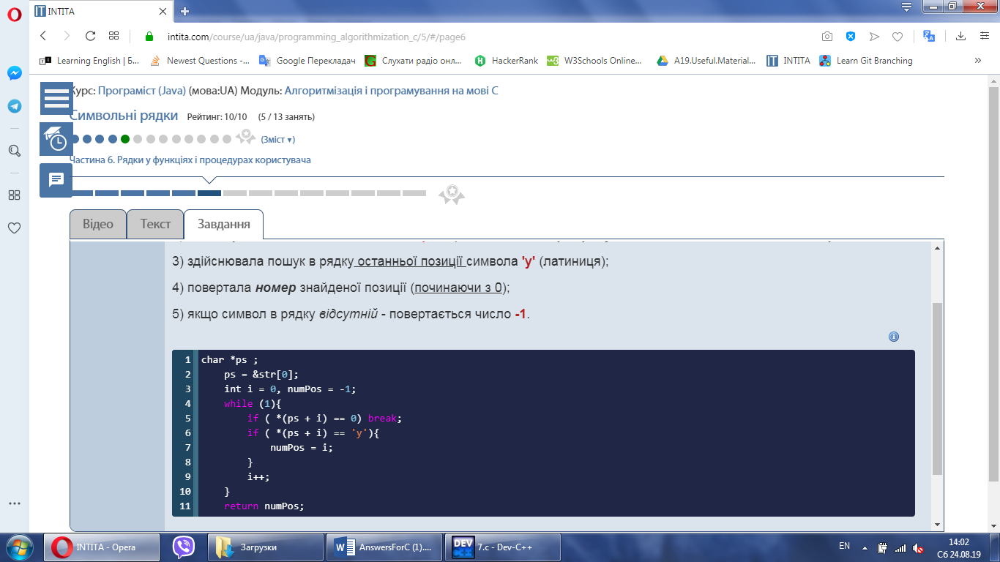 INTITA
intita.com/course/ua/java/programming_algorithmization_c/5/#/page6
Learning English | Б... Newest Questions -... Google Перекладач Слухати радіо онл... HackerRank W3Schools Online... A19.Useful.Material... INTITA Learn Git Branching »
Курс: Програміст (Java) (мова:UA) Модуль: Алгоритмізація і програмування на мові C
Символьні рядки Рейтинг: 10/10 (5 / 13 занять)
(Зміст ▾)
Частина 6. Рядки у функціях і процедурах користувача
Відео Текст Завдання
3) здійснювала пошук в рядку останньої позиції символа 'y' (латиниця);
4) повертала номер знайденої позиції (починаючи з 0);
5) якщо символ в рядку відсутній - повертається число -1.
1 char *ps ;
2 ps = &str[0];
3 int i = 0, numPos = -1;
4 while (1){
5 if ( *(ps + i) == 0) break;
6 if ( *(ps + i) == 'y'){
7 numPos = i;
8 }
9 i++;
10 }
11 return numPos;
INTITA - Opera Загрузки AnswersForC (1).... 7.c - Dev-C++ EN 14:02
Сб 24.08.19